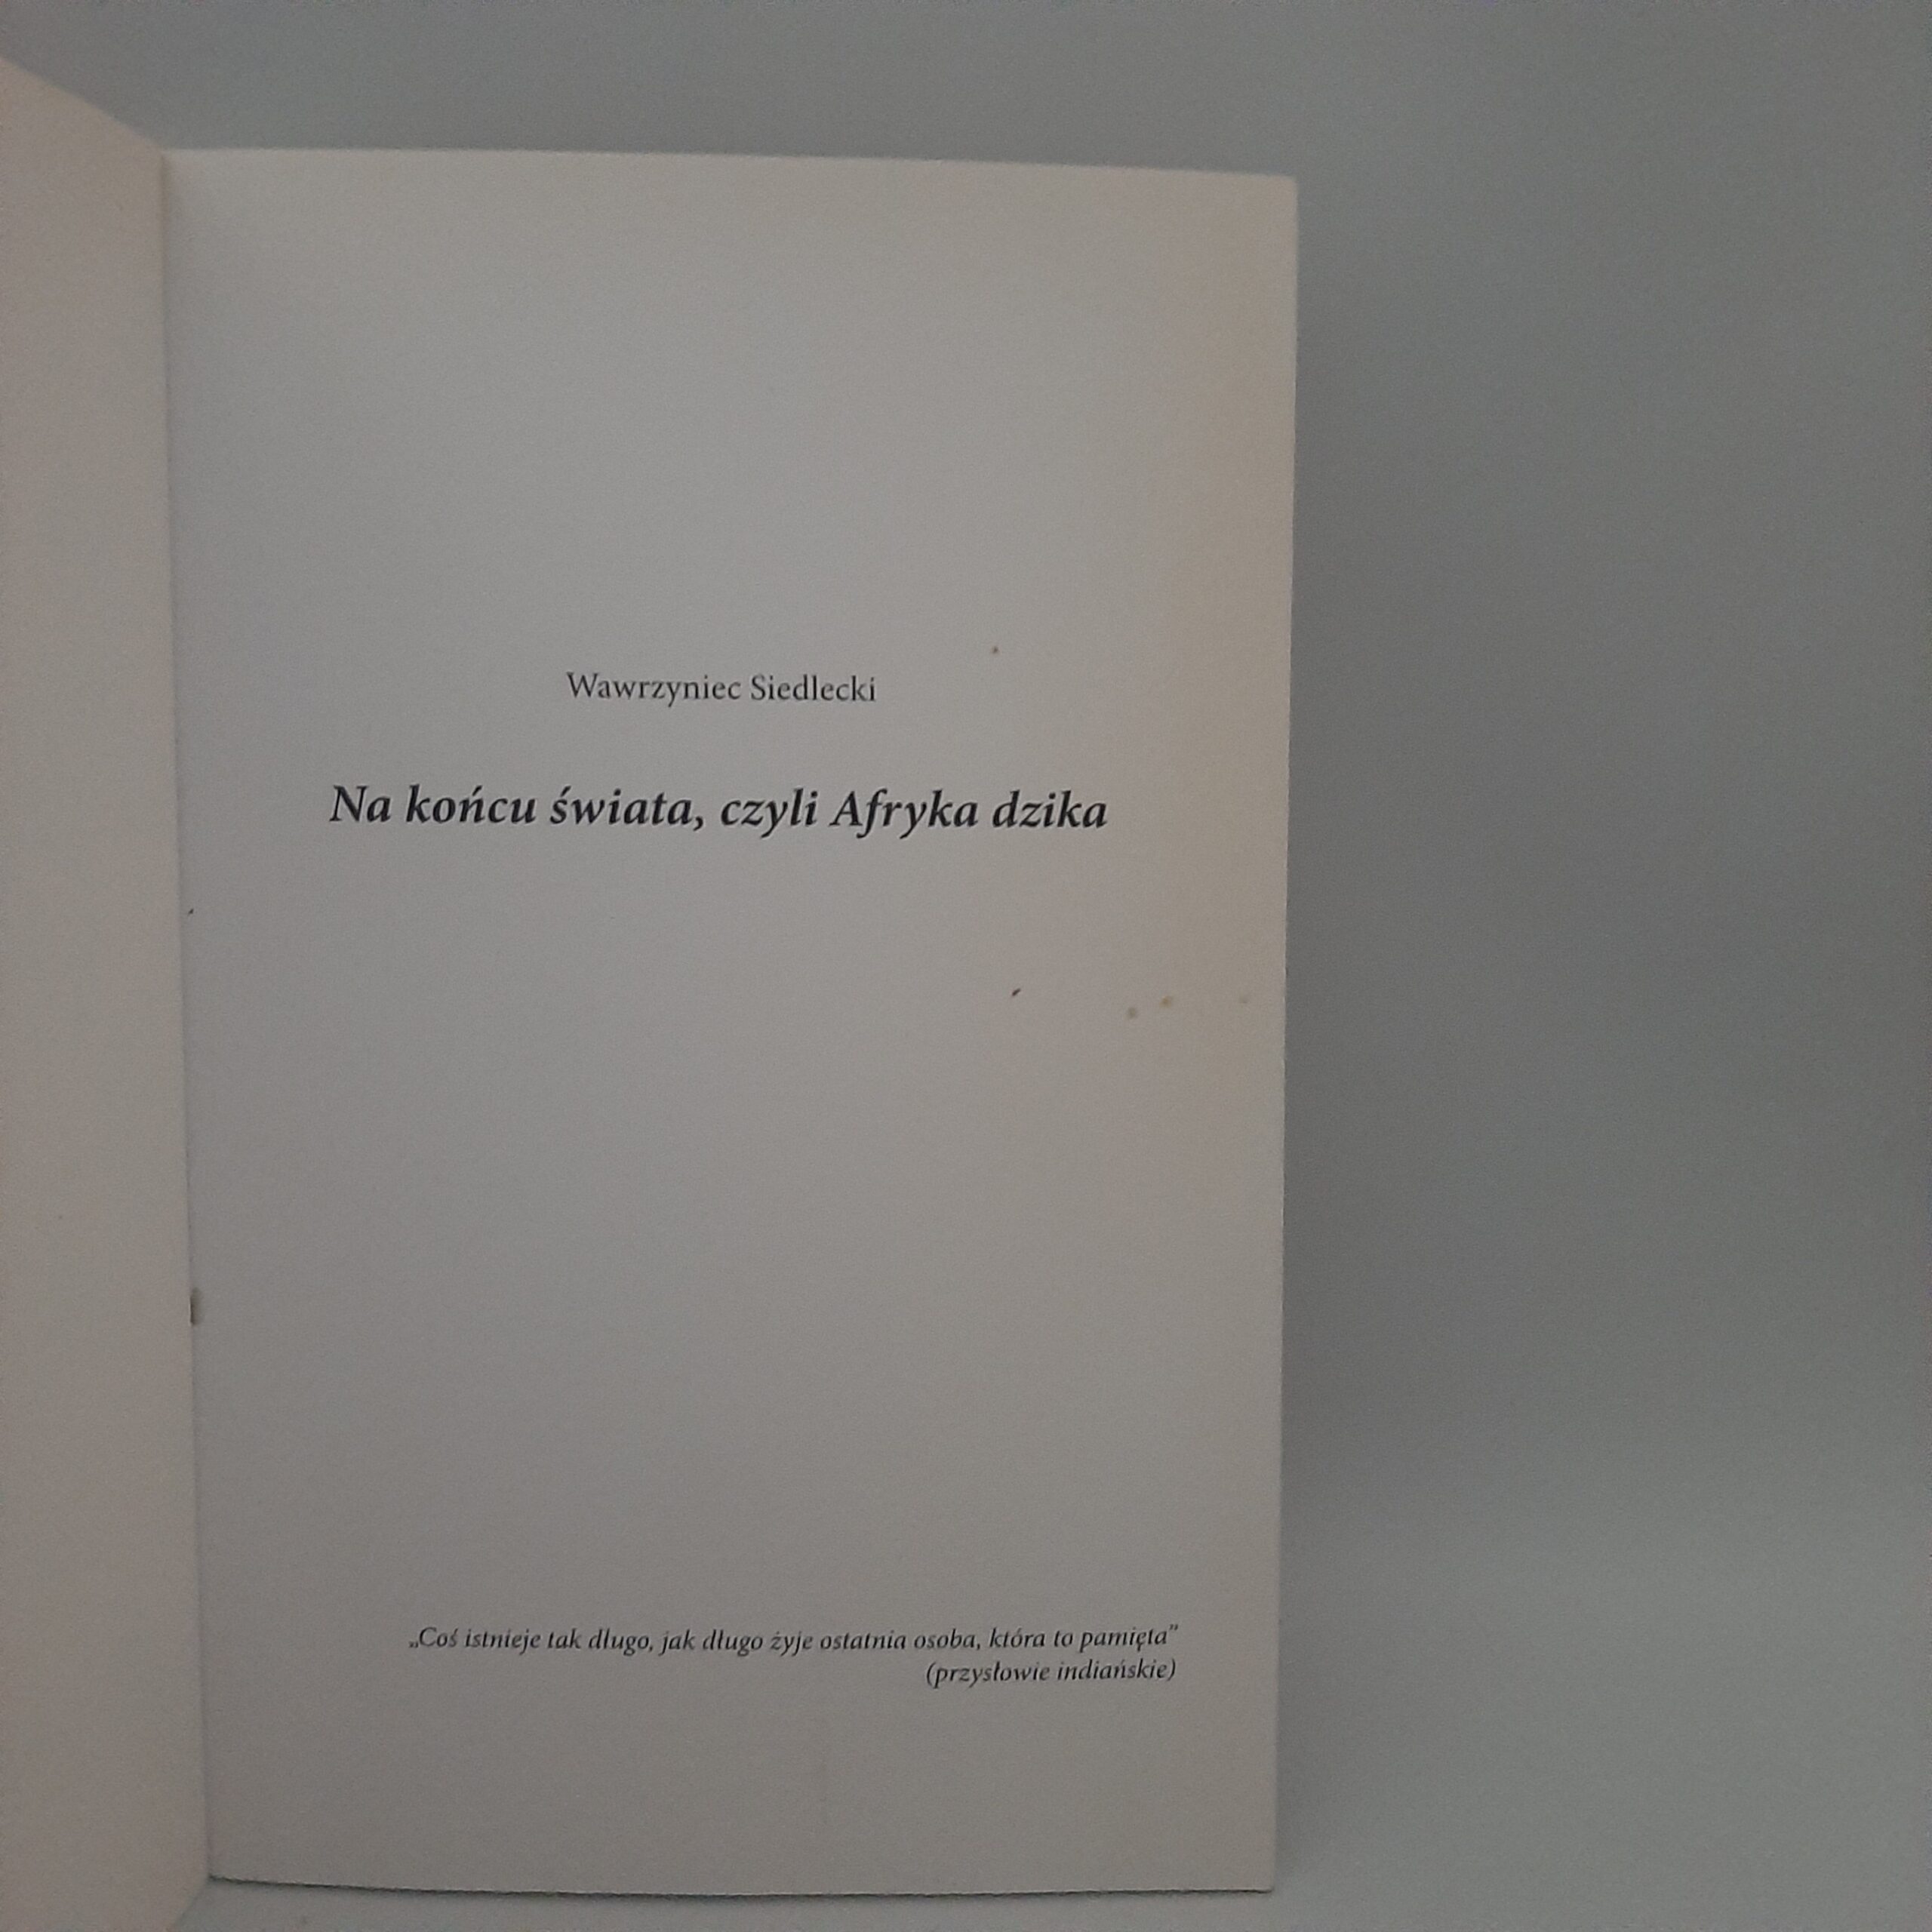 Wawrzyniec Siedlecki
Na końcu świata, czyli Afryka dzika
„Coś istnieje tak długo, jak długo żyje ostatnia osoba, która to pamięta”
(przysłowie indiańskie)